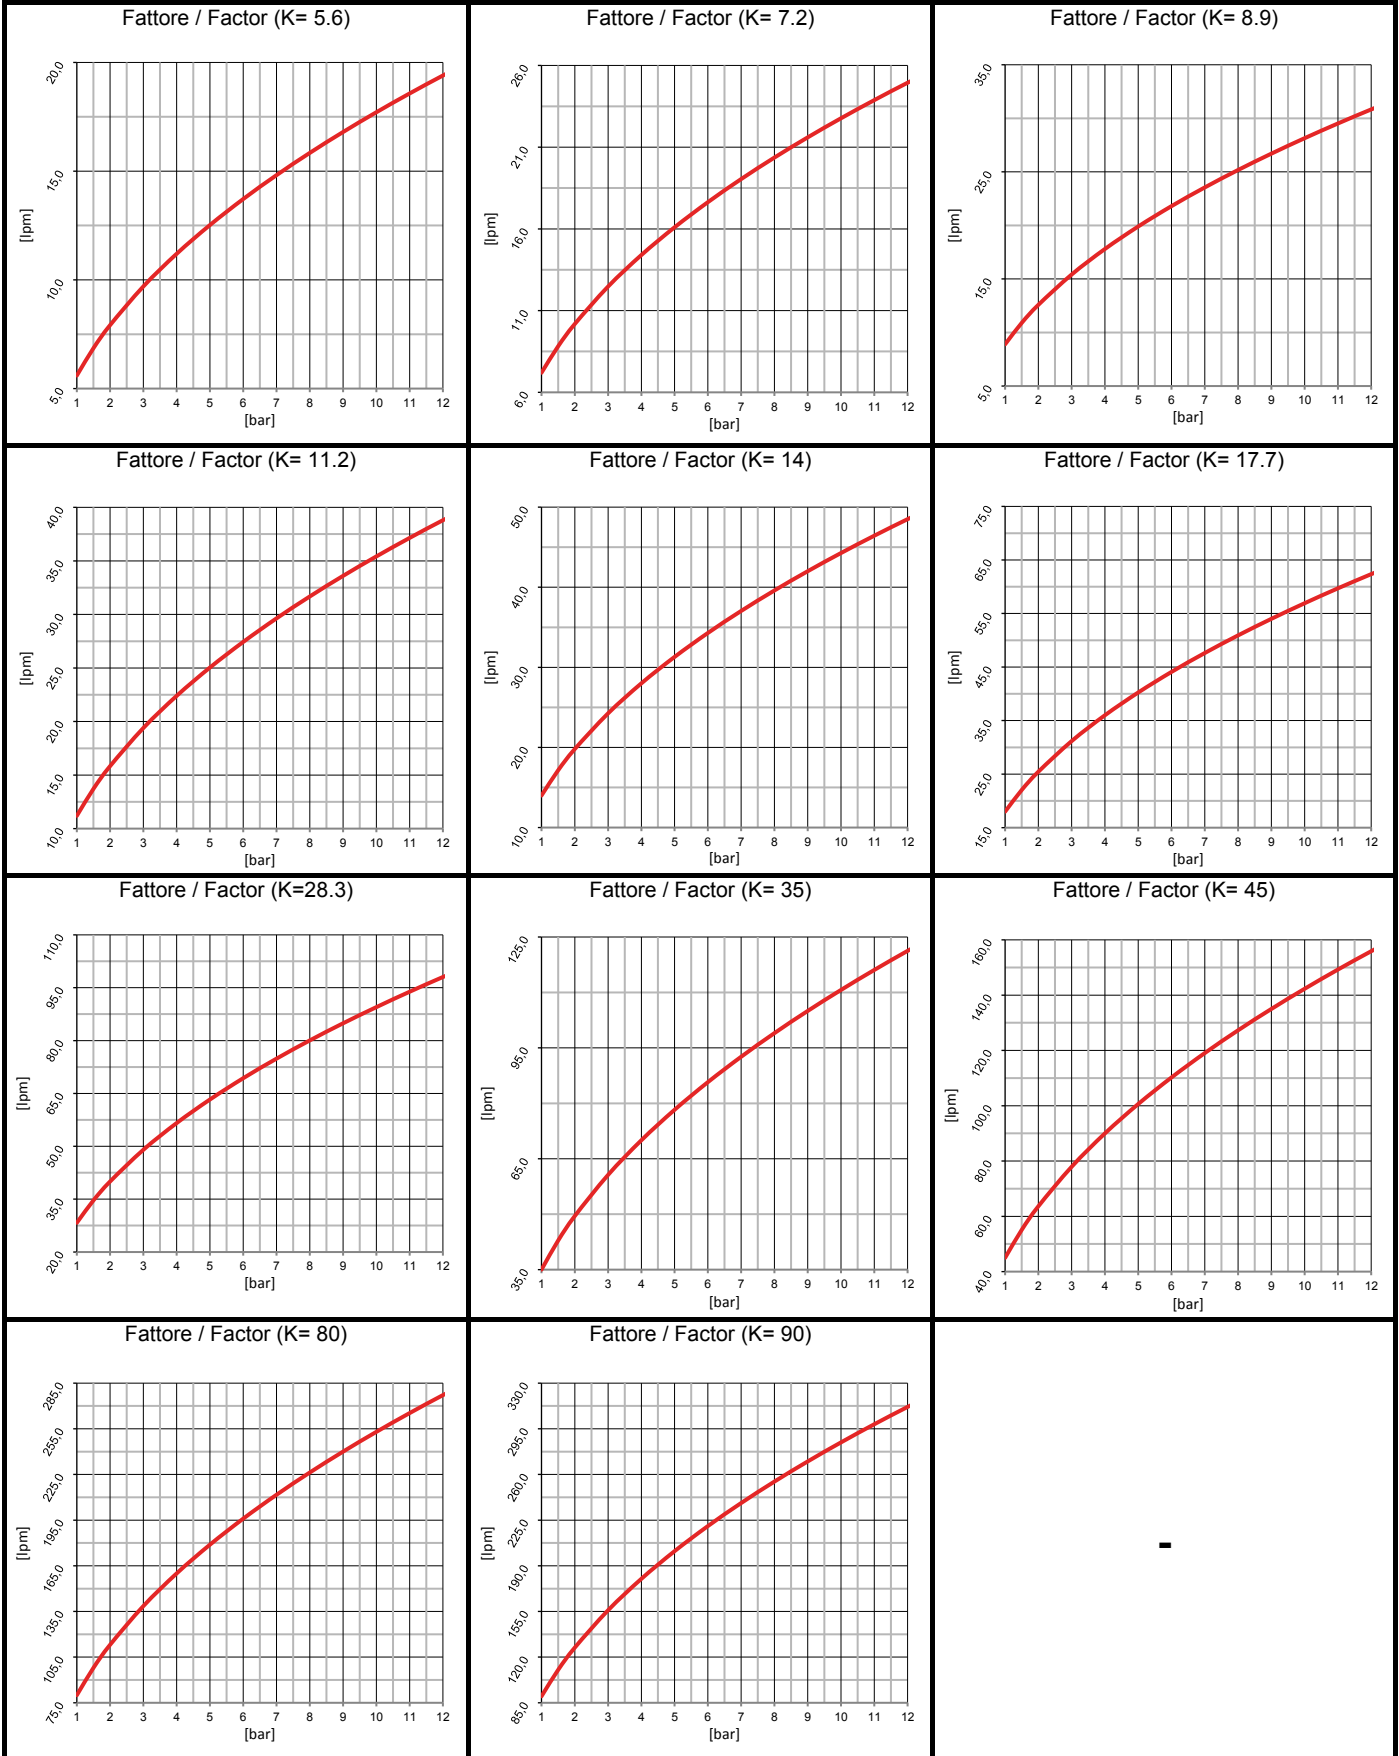 Fattore / Factor (K= 5.6)
20,0
15,0
10,0
5,0
[lpm]
1 2 3 4 5 6 7 8 9 10 11 12
[bar]
Fattore / Factor (K= 7.2)
26,0
21,0
16,0
11,0
6,0
[lpm]
1 2 3 4 5 6 7 8 9 10 11 12
[bar]
Fattore / Factor (K= 8.9)
35,0
25,0
15,0
5,0
[lpm]
1 2 3 4 5 6 7 8 9 10 11 12
[bar]
Fattore / Factor (K= 11.2)
40,0
35,0
30,0
25,0
20,0
15,0
10,0
[lpm]
1 2 3 4 5 6 7 8 9 10 11 12
[bar]
Fattore / Factor (K= 14)
50,0
40,0
30,0
20,0
10,0
[lpm]
1 2 3 4 5 6 7 8 9 10 11 12
[bar]
Fattore / Factor (K= 17.7)
75,0
65,0
55,0
45,0
35,0
25,0
15,0
[lpm]
1 2 3 4 5 6 7 8 9 10 11 12
[bar]
Fattore / Factor (K=28.3)
110,0
95,0
80,0
65,0
50,0
35,0
20,0
[lpm]
1 2 3 4 5 6 7 8 9 10 11 12
[bar]
Fattore / Factor (K= 35)
125,0
95,0
65,0
35,0
[lpm]
1 2 3 4 5 6 7 8 9 10 11 12
[bar]
Fattore / Factor (K= 45)
160,0
140,0
120,0
100,0
80,0
60,0
40,0
[lpm]
1 2 3 4 5 6 7 8 9 10 11 12
[bar]
Fattore / Factor (K= 80)
285,0
255,0
225,0
195,0
165,0
135,0
105,0
75,0
[lpm]
1 2 3 4 5 6 7 8 9 10 11 12
[bar]
Fattore / Factor (K= 90)
330,0
295,0
260,0
225,0
190,0
155,0
120,0
85,0
[lpm]
1 2 3 4 5 6 7 8 9 10 11 12
[bar]
-